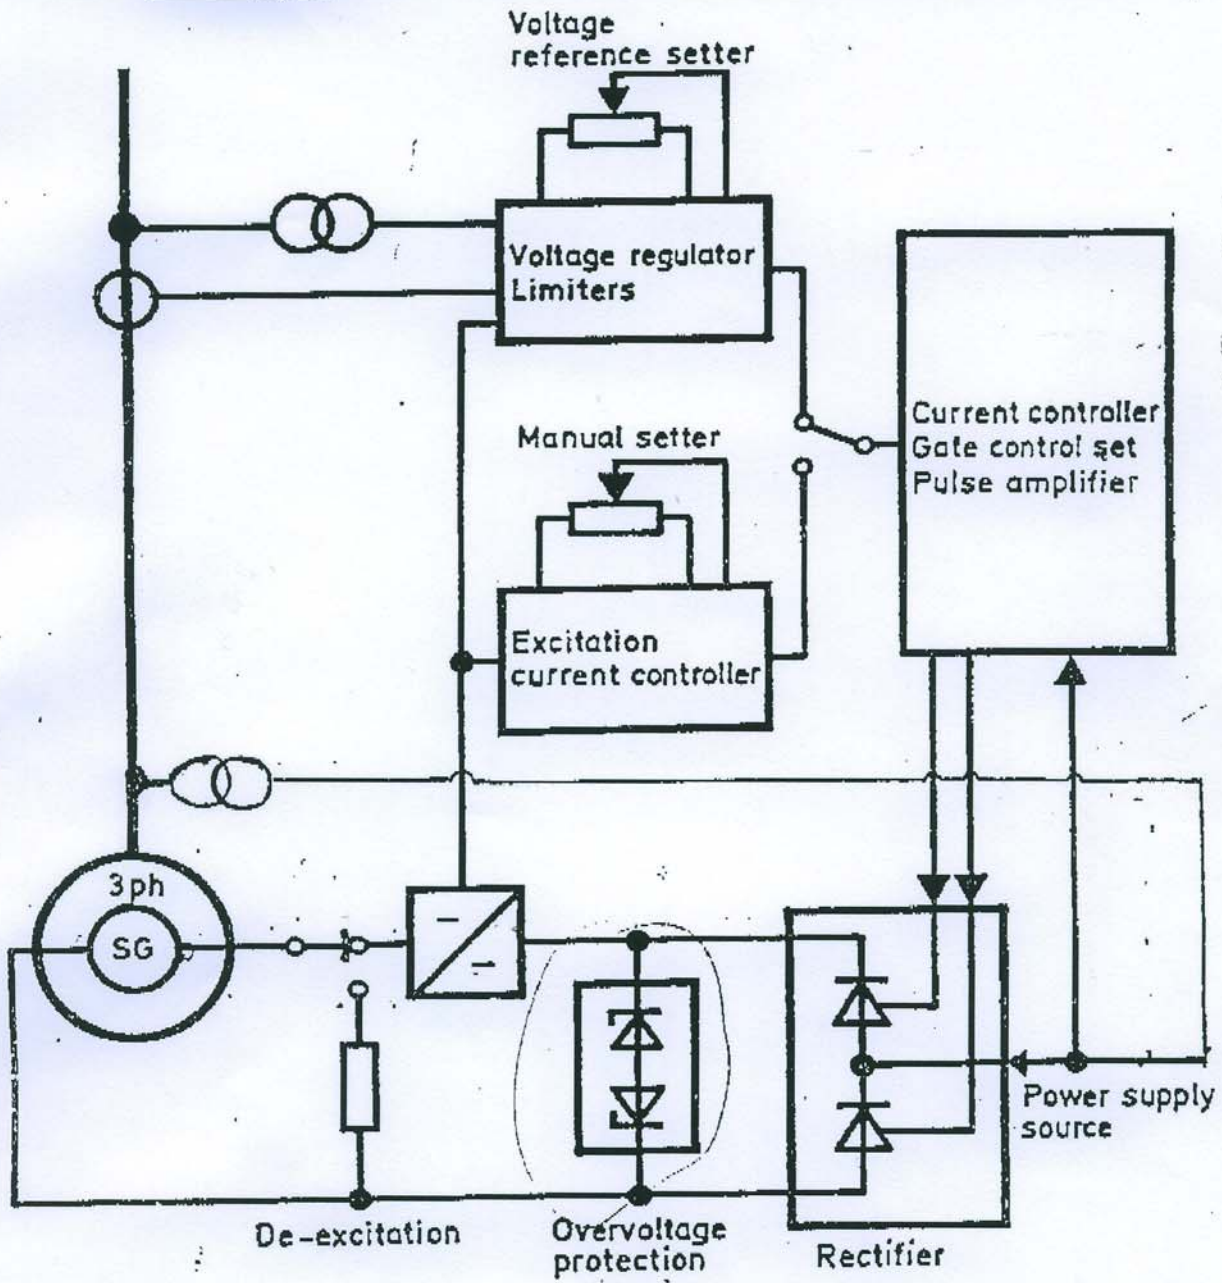 Voltage
reference setter
Voltage regulator
Limiters
Current controller
Gate control set
Pulse amplifier
Manual setter
Excitation
current controller
3ph
SG
Power supply
source
De-excitation
Overvoltage
protection
Rectifier